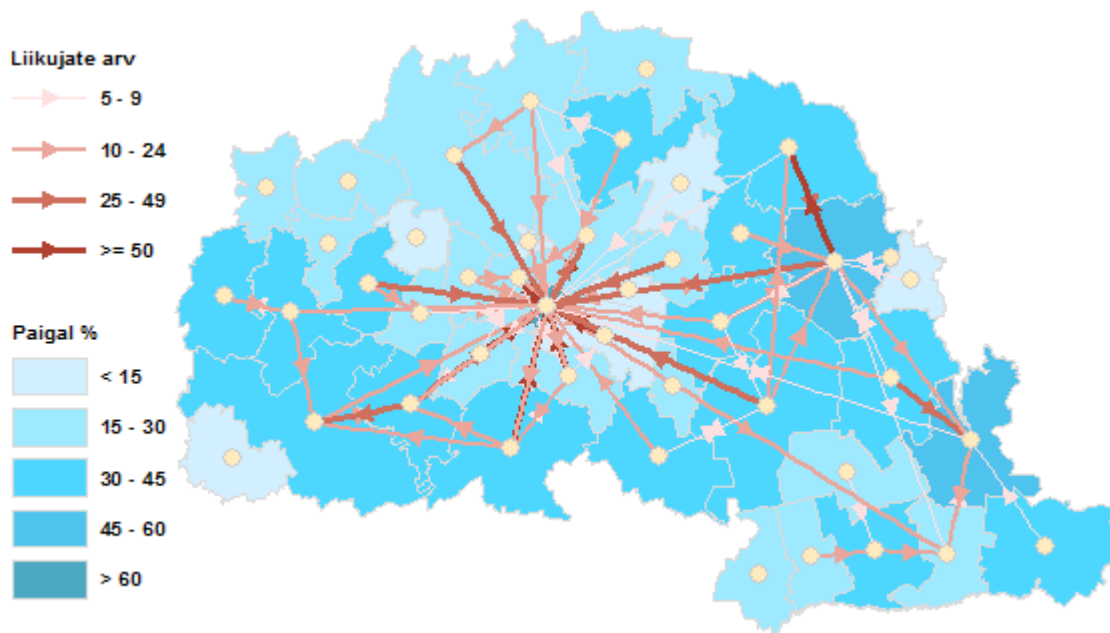 Liikujate arv
5 - 9
10 - 24
25 - 49
>= 50
Paigal %
< 15
15 - 30
30 - 45
45 - 60
> 60